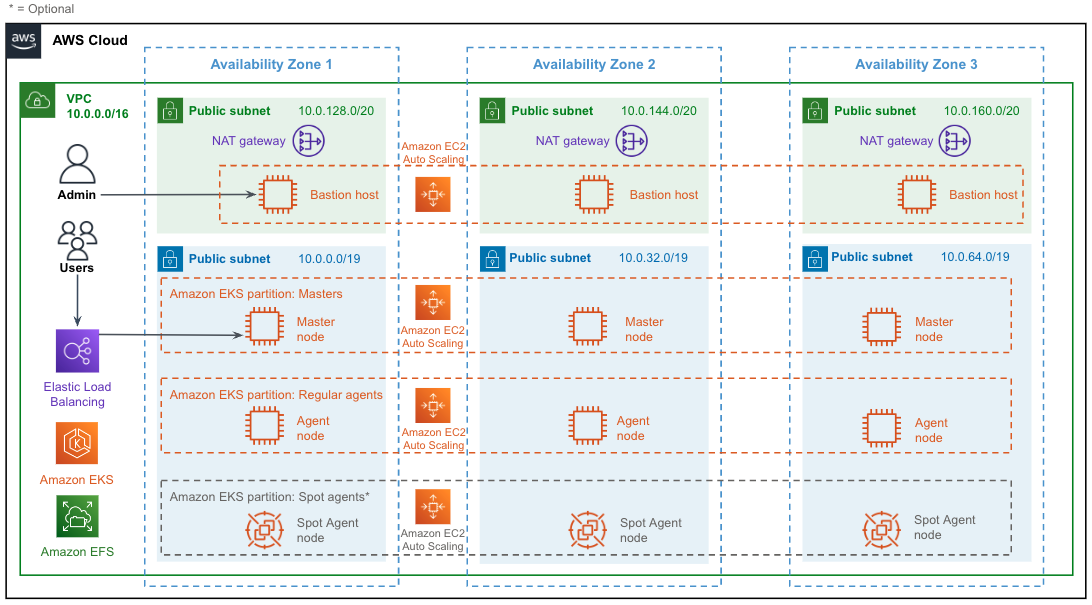 * = Optional
aws
AWS Cloud
Availability Zone 1
Availability Zone 2
Availability Zone 3
VPC
10.0.0.0/16
Public subnet 10.0.128.0/20
NAT gateway
Public subnet 10.0.144.0/20
NAT gateway
Public subnet 10.0.160.0/20
NAT gateway
Amazon EC2
Auto Scaling
Admin
Bastion host
Bastion host
Bastion host
Users
Public subnet 10.0.0.0/19
Public subnet 10.0.32.0/19
Public subnet 10.0.64.0/19
Amazon EKS partition: Masters
Master
node
Amazon EC2
Auto Scaling
Master
node
Master
node
Elastic Load
Balancing
Amazon EKS partition: Regular agents
Agent
node
Amazon EC2
Auto Scaling
Agent
node
Agent
node
K
Amazon EKS
Amazon EKS partition: Spot agents*
Spot Agent
node
Amazon EC2
Auto Scaling
Spot Agent
node
Spot Agent
node
Amazon EFS